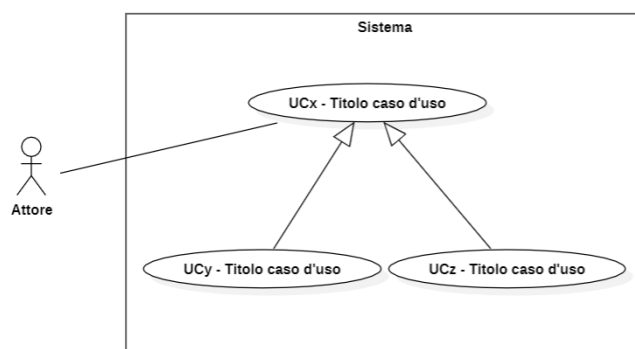 Sistema
UCx - Titolo caso d'uso
Attore
UCy - Titolo caso d'uso
UCz - Titolo caso d'uso